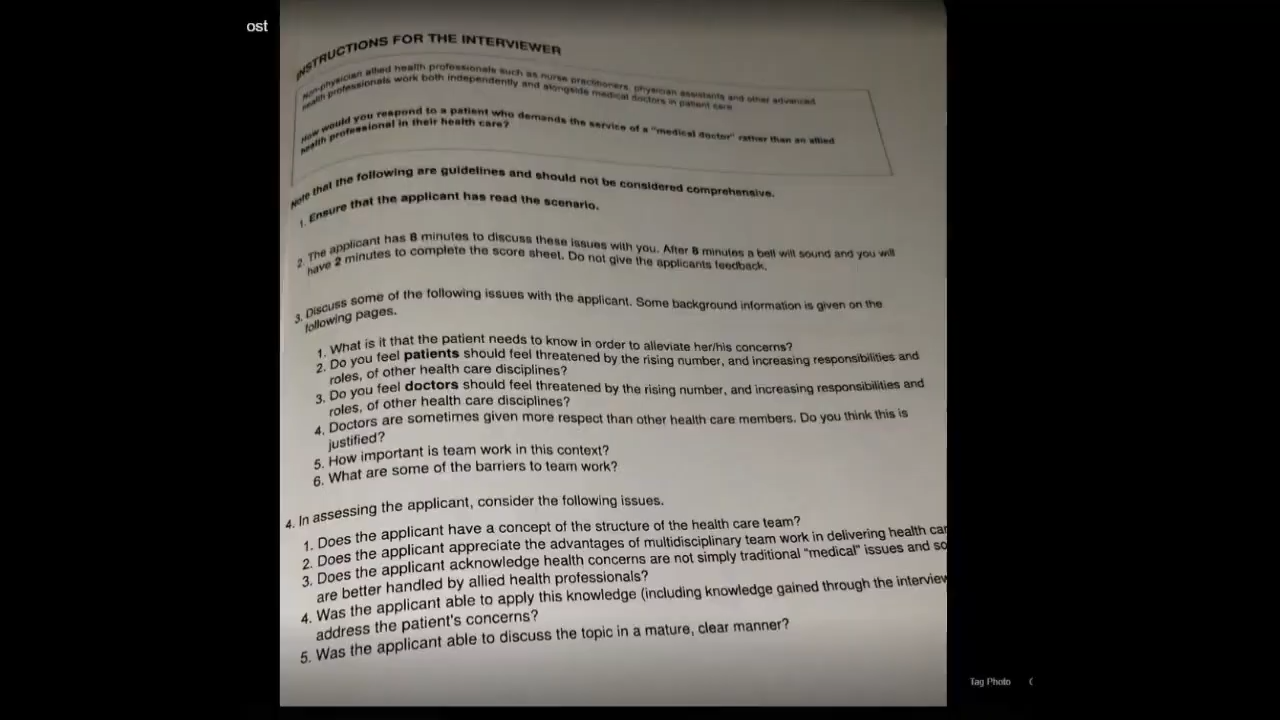 ost
INSTRUCTIONS FOR THE INTERVIEWER
Non-physician allied health professionals such as nurse practitioners, physician assistants and other advanced
health professionals work both independently and alongside medical doctors in patient care
How would you respond to a patient who demands the service of a "medical doctor" rather than an allied
health professional in their health care?
Note that the following are guidelines and should not be considered comprehensive.
1. Ensure that the applicant has read the scenario.
2. The applicant has 8 minutes to discuss these issues with you. After 8 minutes a bell will sound and you will
have 2 minutes to complete the score sheet. Do not give the applicants feedback.
3. Discuss some of the following issues with the applicant. Some background information is given on the
following pages.
1. What is it that the patient needs to know in order to alleviate her/his concerns?
2. Do you feel patients should feel threatened by the rising number, and increasing responsibilities and
roles, of other health care disciplines?
3. Do you feel doctors should feel threatened by the rising number, and increasing responsibilities and
roles, of other health care disciplines?
4. Doctors are sometimes given more respect than other health care members. Do you think this is
justified?
5. How important is team work in this context?
6. What are some of the barriers to team work?
4. In assessing the applicant, consider the following issues.
1. Does the applicant have a concept of the structure of the health care team?
2. Does the applicant appreciate the advantages of multidisciplinary team work in delivering health car
3. Does the applicant acknowledge health concerns are not simply traditional "medical" issues and so
are better handled by allied health professionals?
4. Was the applicant able to apply this knowledge (including knowledge gained through the interview
address the patient's concerns?
5. Was the applicant able to discuss the topic in a mature, clear manner?
Tag Photo